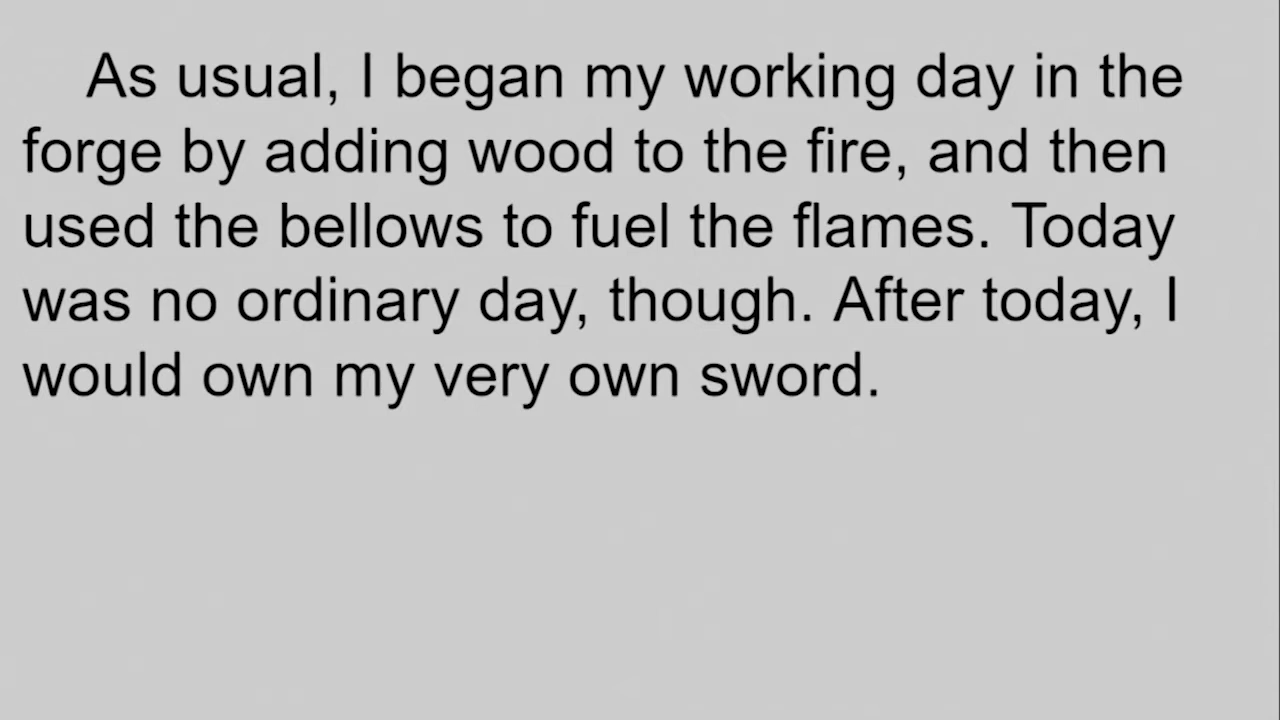 As usual, I began my working day in the
forge by adding wood to the fire, and then
used the bellows to fuel the flames. Today
was no ordinary day, though. After today, I
would own my very own sword.